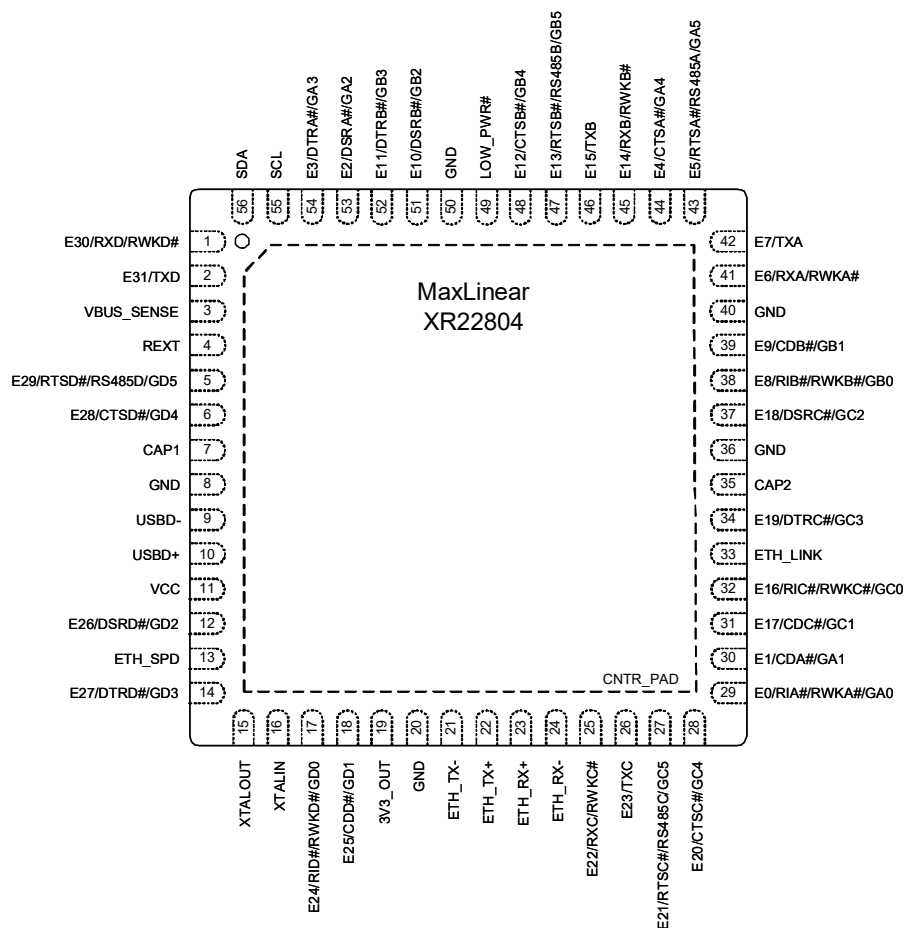 E3/DTRA#/GA3
E2/DSRA#/GA2
E11/DTRB#/GB3
E10/DSRB#/GB2
LOW_PWR#
E12/CTSB#/GB4
E13/RTSB#/RS485B/GB5
E15/TXB
E14/RXB/RWKB#
E4/CTSA#/GA4
E5/RTSA#/RS485A/GA5
SDA
SCL
GND
56
55
54
53
52
51
50
49
48
47
46
45
44
43
E30/RXD/RWKD# 1
42 E7/TXA
E31/TXD 2
41 E6/RXA/RWKA#
VBUS_SENSE 3
40 GND
MaxLinear
XR22804
REXT 4
39 E9/CDB#/GB1
E29/RTSD#/RS485D/GD5 5
38 E8/RIB#/RWKB#/GB0
E28/CTSD#/GD4 6
37 E18/DSRC#/GC2
CAP1 7
36 GND
GND 8
35 CAP2
USBD- 9
34 E19/DTRC#/GC3
USBD+ 10
33 ETH_LINK
VCC 11
32 E16/RIC#/RWKC#/GC0
E26/DSRD#/GD2 12
31 E17/CDC#/GC1
ETH_SPD 13
30 E1/CDA#/GA1
CNTR_PAD
E27/DTRD#/GD3 14
29 E0/RIA#/RWKA#/GA0
15
16
17
18
19
20
21
22
23
24
25
26
27
28
XTALOUT
XTALIN
E24/RID#/RWKD#/GD0
E25/CDD#/GD1
3V3_OUT
GND
ETH_TX-
ETH_TX+
ETH_RX+
ETH_RX-
E22/RXC/RWKC#
E23/TXC
E21/RTSC#/RS485C/GC5
E20/CTSC#/GC4